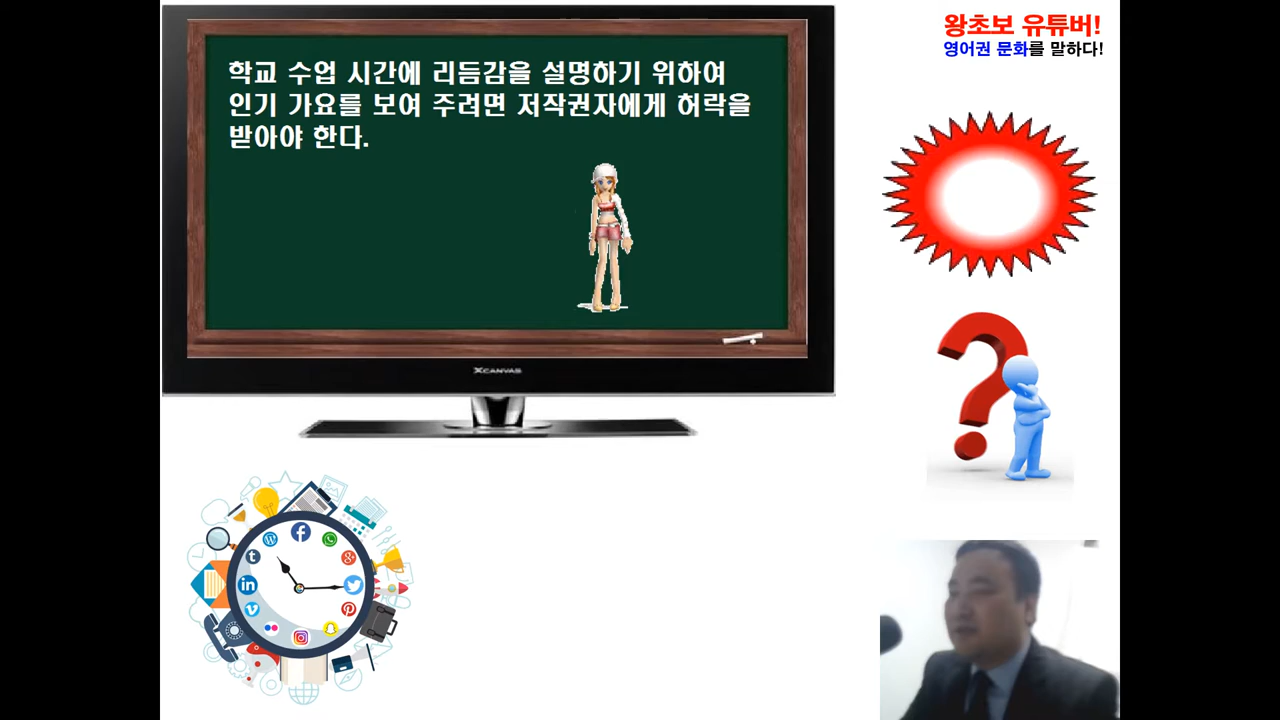 왕초보 유튜버!
영어권 문화를 말하다!
학교 수업 시간에 리듬감을 설명하기 위하여
인기 가요를 보여 주려면 저작권자에게 허락을
받아야 한다.
XCANVAS